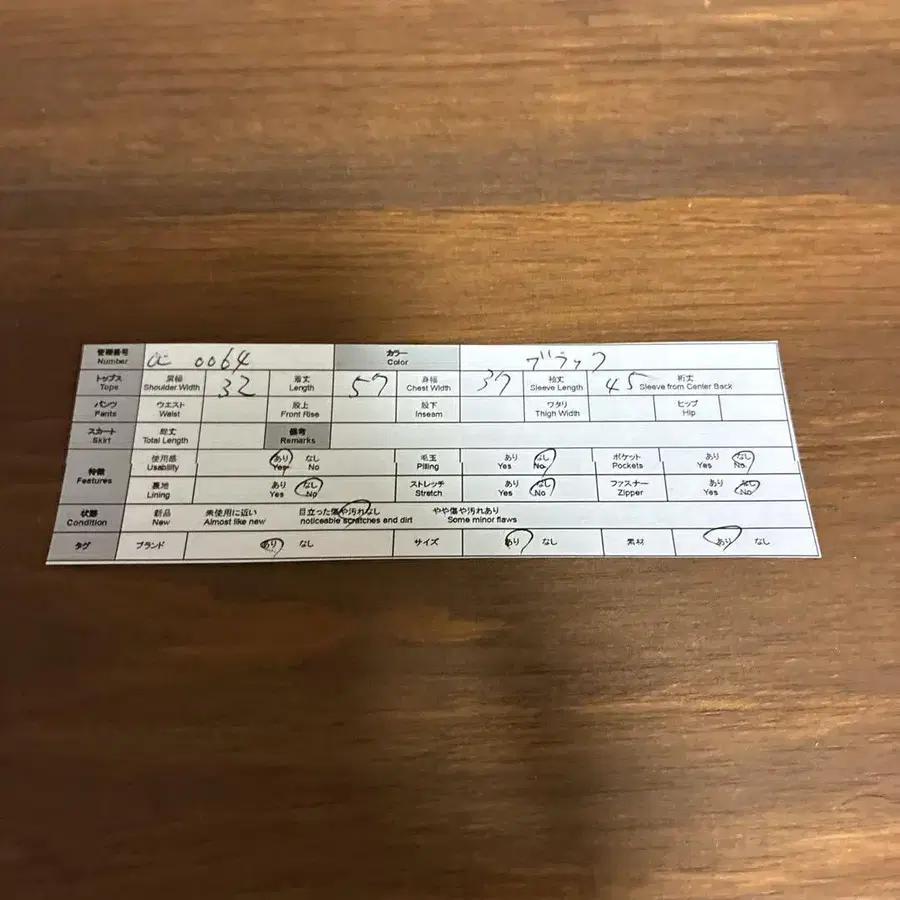 管理番号 カラー ブラック
Number 0064 Color
トップス 肩幅 32 着丈 57 身幅 37 袖丈 45 裄丈
Tops Shoulder Width Length Chest Width Sleeve Length Sleeve from Center Back
パンツ ウエスト 股上 股下 ワタリ ヒップ
Pants Waist Front Rise Inseam Thigh Width Hip
スカート 総丈 備考
Skirt Total Length Remarks
特徴 使用感 あり なし 毛玉 あり なし ポケット あり なし
Features Usability Yes No Pilling Yes No Pockets Yes No
裏地 あり なし ストレッチ あり なし ファスナー あり なし
Lining Yes No Stretch Yes No Zipper Yes No
状態 新品 未使用に近い 目立った傷や汚れなし やや傷や汚れあり
Condition New Almost like new noticeable scratches and dirt Some minor flaws
タグ ブランド あり なし サイズ あり なし 素材 あり なし